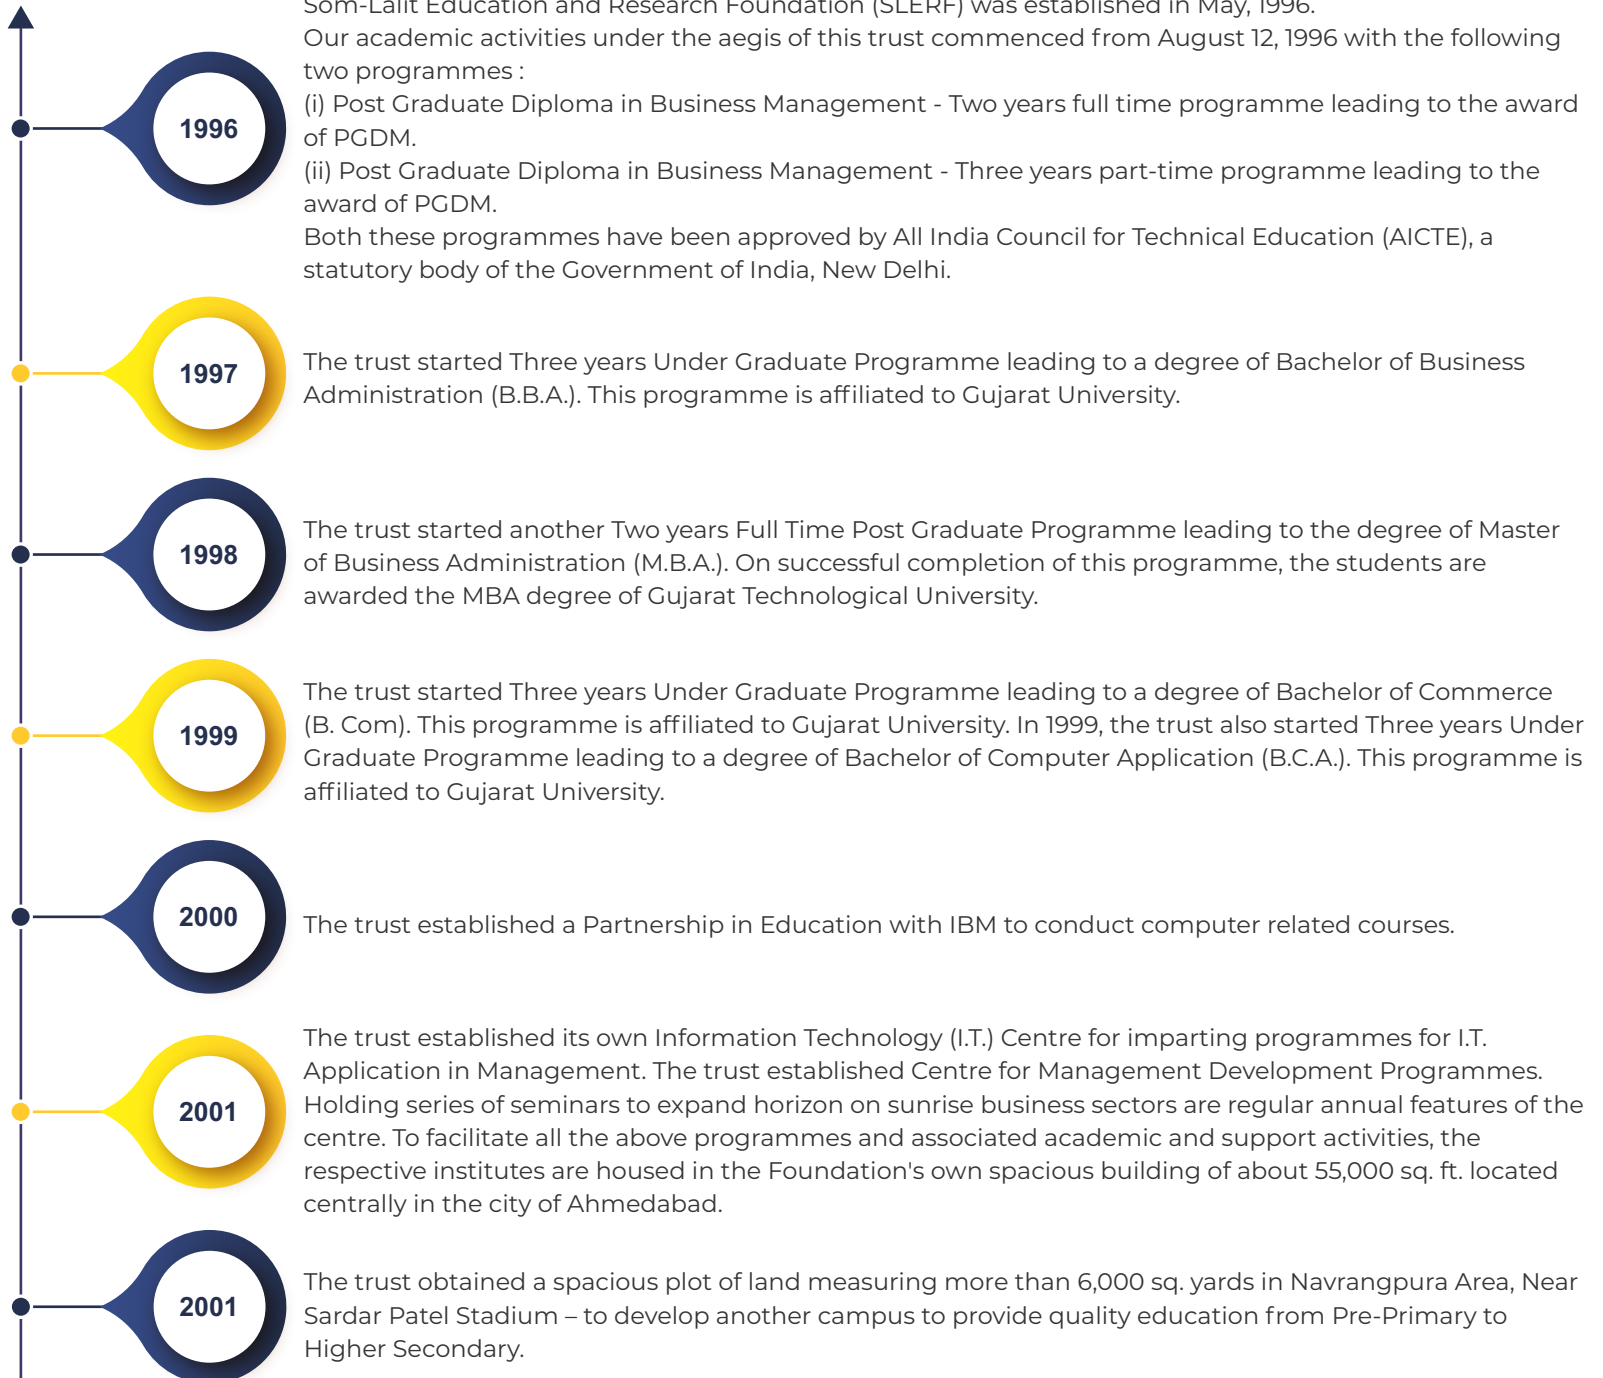 Som-Lalit Education and Research Foundation (SLERF) was established in May, 1996.
Our academic activities under the aegis of this trust commenced from August 12, 1996 with the following
two programmes :
(i) Post Graduate Diploma in Business Management - Two years full time programme leading to the award
of PGDM.
(ii) Post Graduate Diploma in Business Management - Three years part-time programme leading to the
award of PGDM.
Both these programmes have been approved by All India Council for Technical Education (AICTE), a
statutory body of the Government of India, New Delhi.
1996
The trust started Three years Under Graduate Programme leading to a degree of Bachelor of Business
Administration (B.B.A.). This programme is affiliated to Gujarat University.
1997
The trust started another Two years Full Time Post Graduate Programme leading to the degree of Master
of Business Administration (M.B.A.). On successful completion of this programme, the students are
awarded the MBA degree of Gujarat Technological University.
1998
The trust started Three years Under Graduate Programme leading to a degree of Bachelor of Commerce
(B. Com). This programme is affiliated to Gujarat University. In 1999, the trust also started Three years Under
Graduate Programme leading to a degree of Bachelor of Computer Application (B.C.A.). This programme is
affiliated to Gujarat University.
1999
The trust established a Partnership in Education with IBM to conduct computer related courses.
2000
The trust established its own Information Technology (I.T.) Centre for imparting programmes for I.T.
Application in Management. The trust established Centre for Management Development Programmes.
Holding series of seminars to expand horizon on sunrise business sectors are regular annual features of the
centre. To facilitate all the above programmes and associated academic and support activities, the
respective institutes are housed in the Foundation's own spacious building of about 55,000 sq. ft. located
centrally in the city of Ahmedabad.
2001
The trust obtained a spacious plot of land measuring more than 6,000 sq. yards in Navrangpura Area, Near
Sardar Patel Stadium – to develop another campus to provide quality education from Pre-Primary to
Higher Secondary.
2001